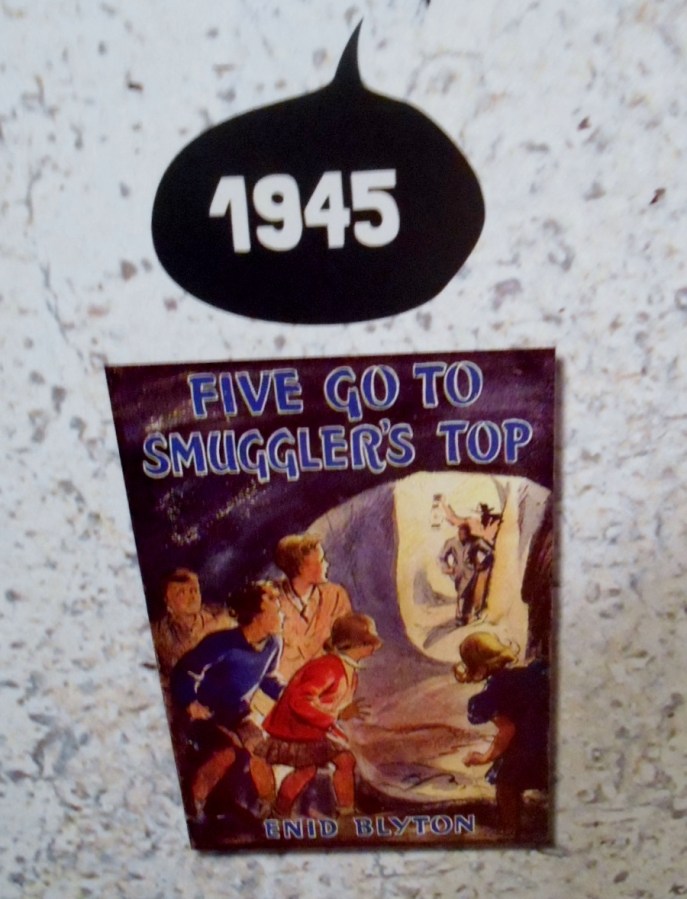 1945
FIVE GO TO
SMUGGLER'S TOP
ENID BLYTON